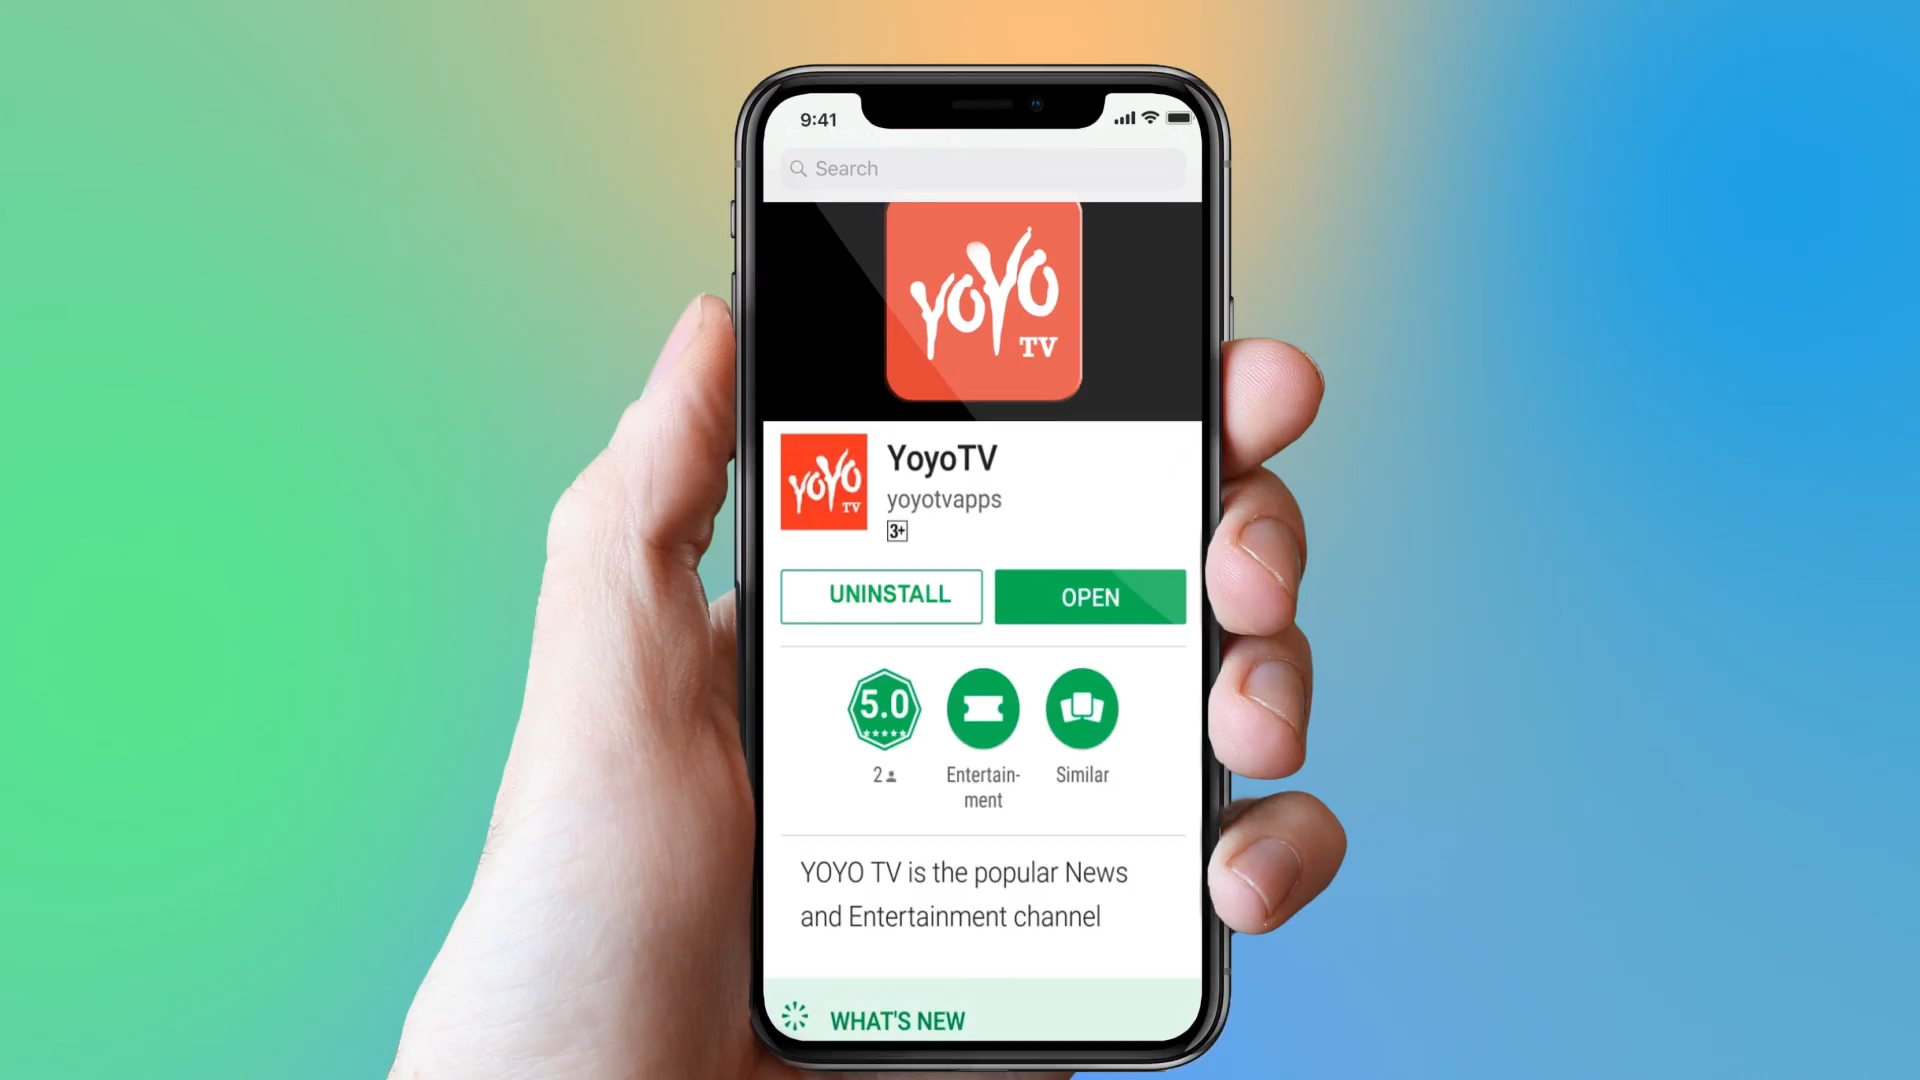 9:41
Search
YOYO
TV
YOYO
TV
YoyoTV
yoyotvapps
3+
UNINSTALL
OPEN
5.0
2
Entertain-
ment
Similar
YOYO TV is the popular News
and Entertainment channel
WHAT'S NEW